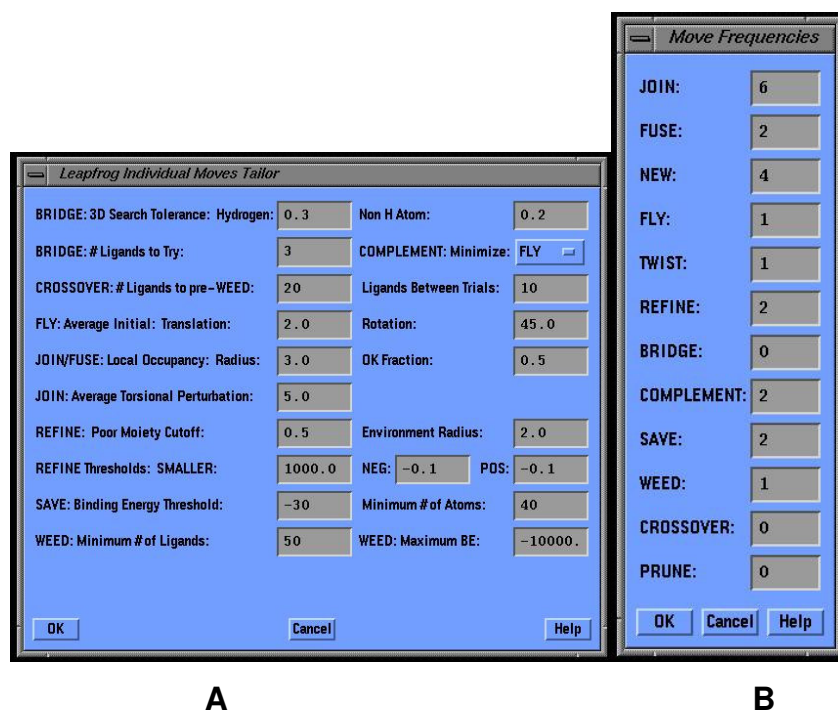 Leapfrog Individual Moves Tailor
BRIDGE: 3D Search Tolerance: Hydrogen: 0.3 Non H Atom: 0.2
BRIDGE: # Ligands to Try: 3 COMPLEMENT: Minimize: FLY
CROSSOVER: # Ligands to pre-WEED: 20 Ligands Between Trials: 10
FLY: Average Initial: Translation: 2.0 Rotation: 45.0
JOIN/FUSE: Local Occupancy: Radius: 3.0 OK Fraction: 0.5
JOIN: Average Torsional Perturbation: 5.0
REFINE: Poor Moiety Cutoff: 0.5 Environment Radius: 2.0
REFINE Thresholds: SMALLER: 1000.0 NEG: -0.1 POS: -0.1
SAVE: Binding Energy Threshold: -30 Minimum # of Atoms: 40
WEED: Minimum # of Ligands: 50 WEED: Maximum BE: -10000.
OK Cancel Help
A
Move Frequencies
JOIN: 6
FUSE: 2
NEW: 4
FLY: 1
TWIST: 1
REFINE: 2
BRIDGE: 0
COMPLEMENT: 2
SAVE: 2
WEED: 1
CROSSOVER: 0
PRUNE: 0
OK Cancel Help
B